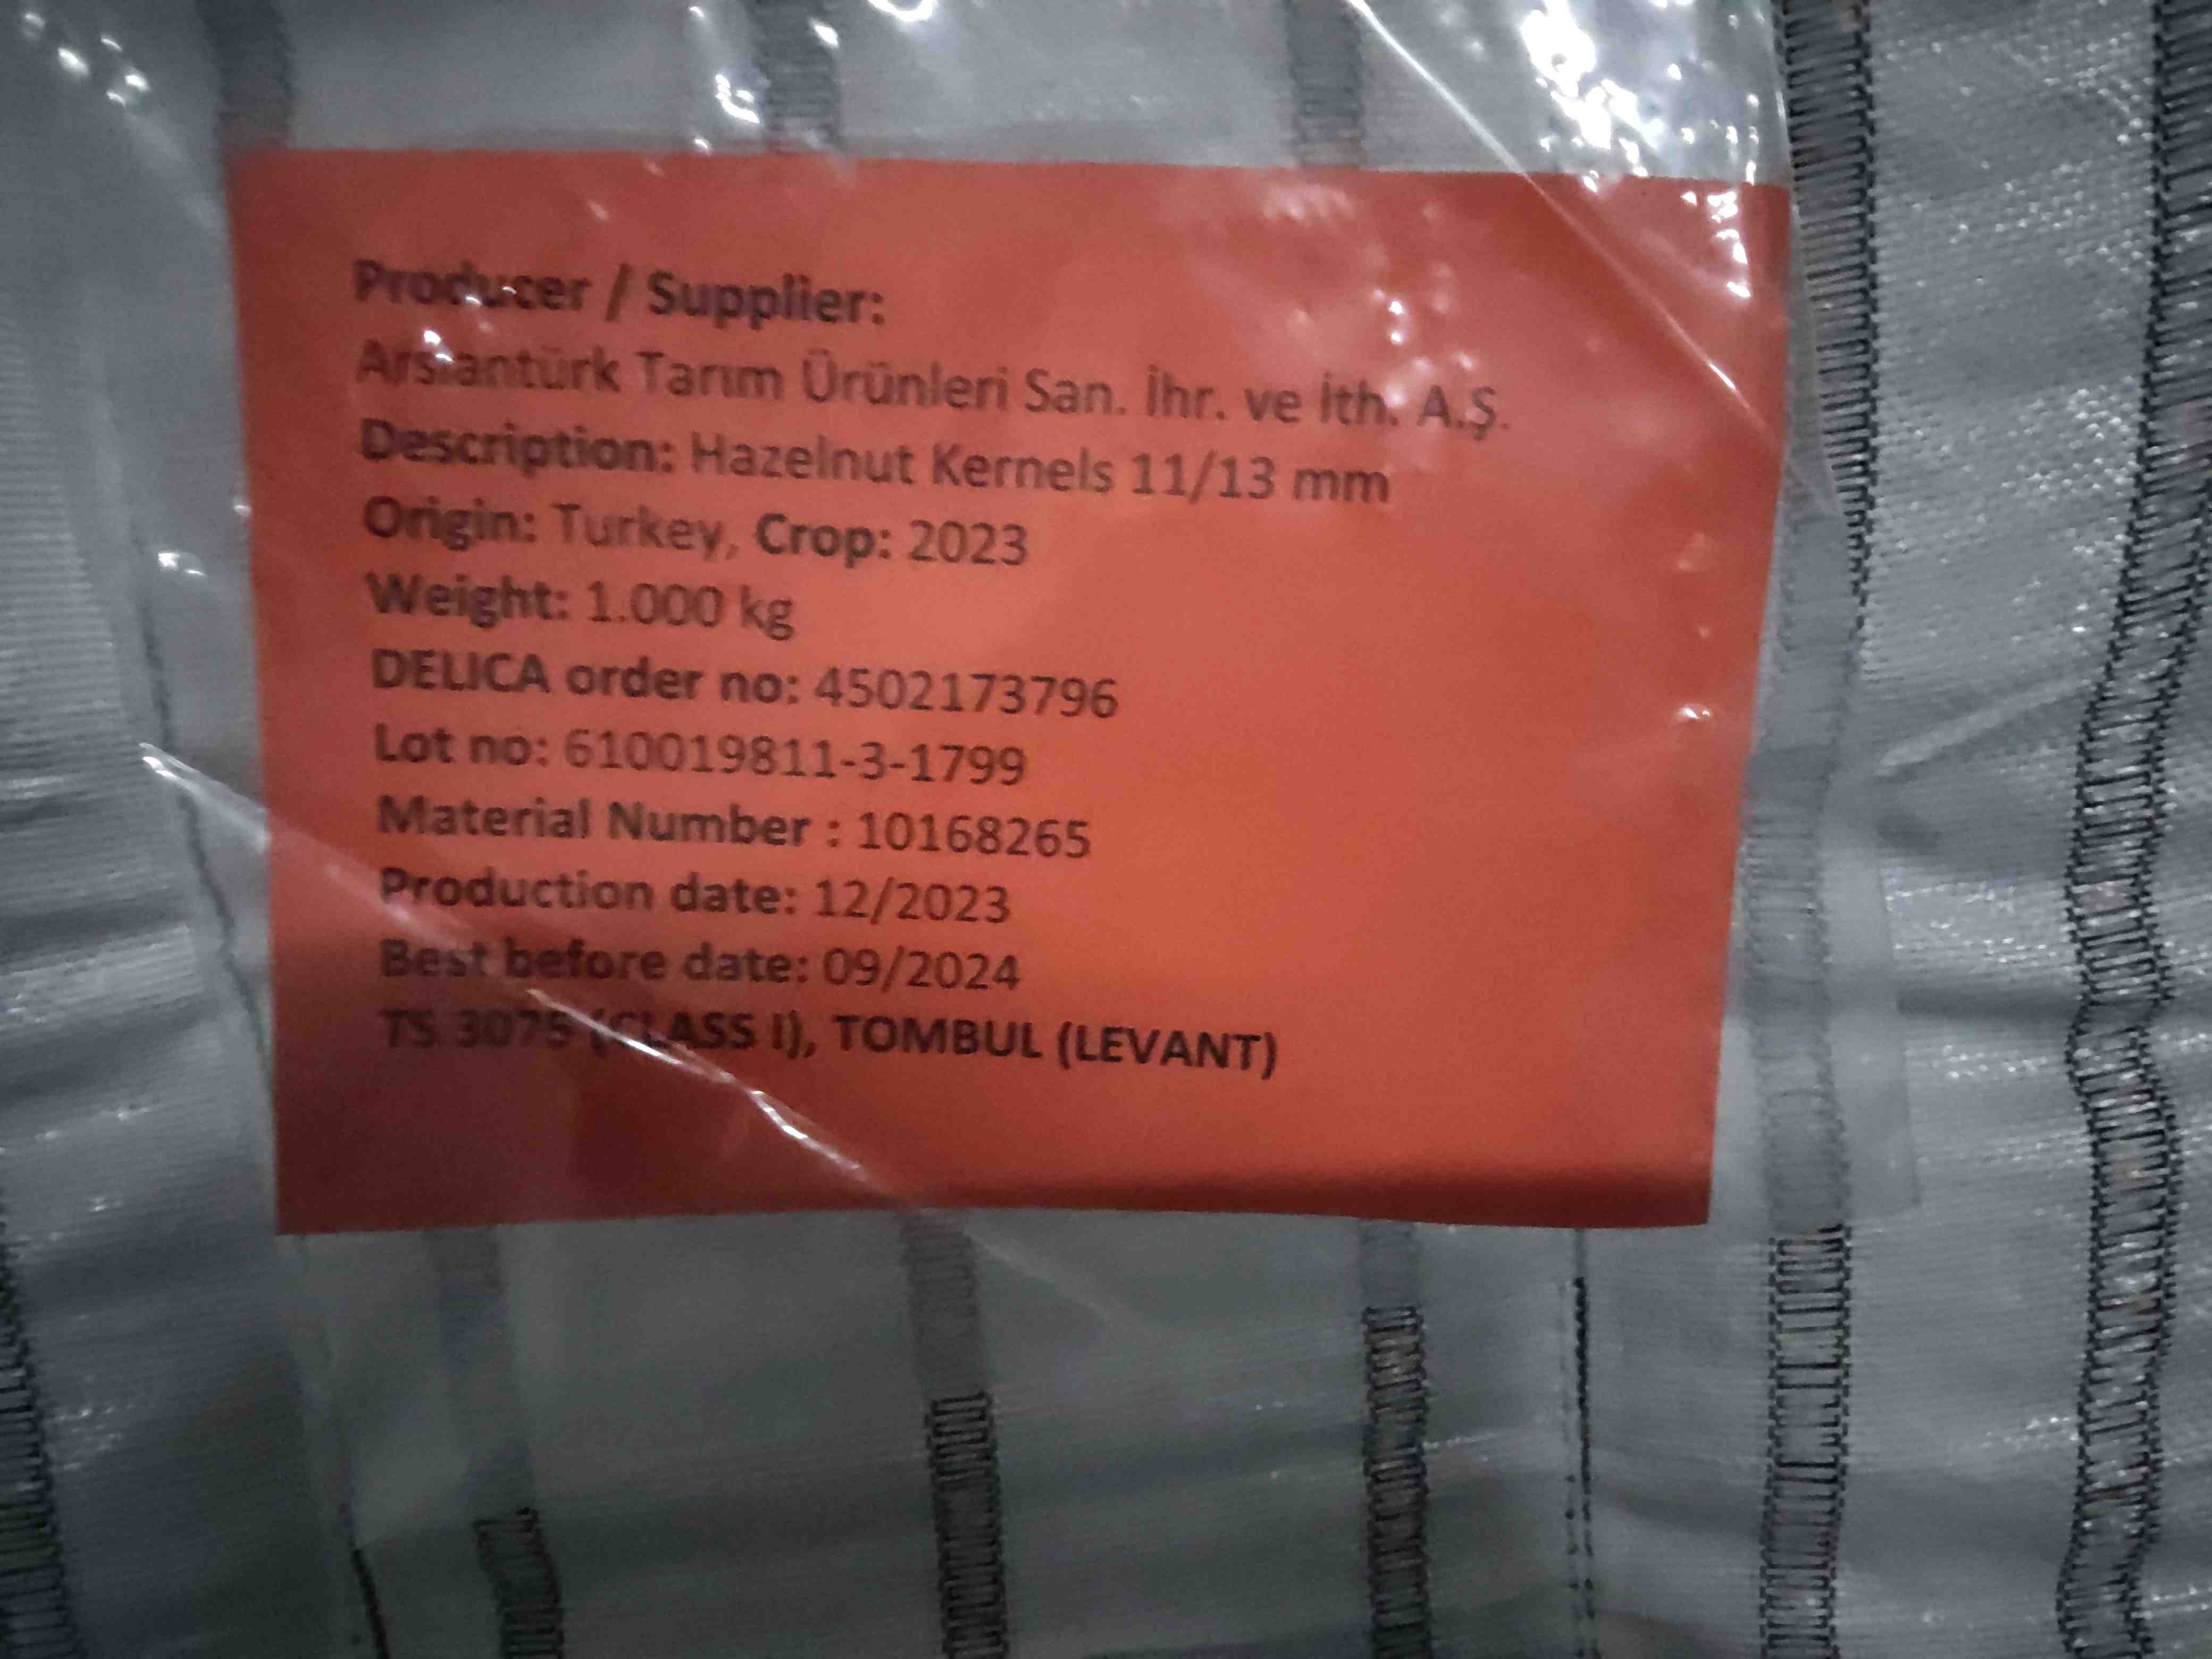 Producer / Supplier:
Arslantürk Tarım Ürünleri San. İhr. ve İth. A.Ş.
Description: Hazelnut Kernels 11/13 mm
Origin: Turkey, Crop: 2023
Weight: 1.000 kg
DELICA order no: 4502173796
Lot no: 610019811-3-1799
Material Number : 10168265
Production date: 12/2023
Best before date: 09/2024
TS 3075 (CLASS I), TOMBUL (LEVANT)